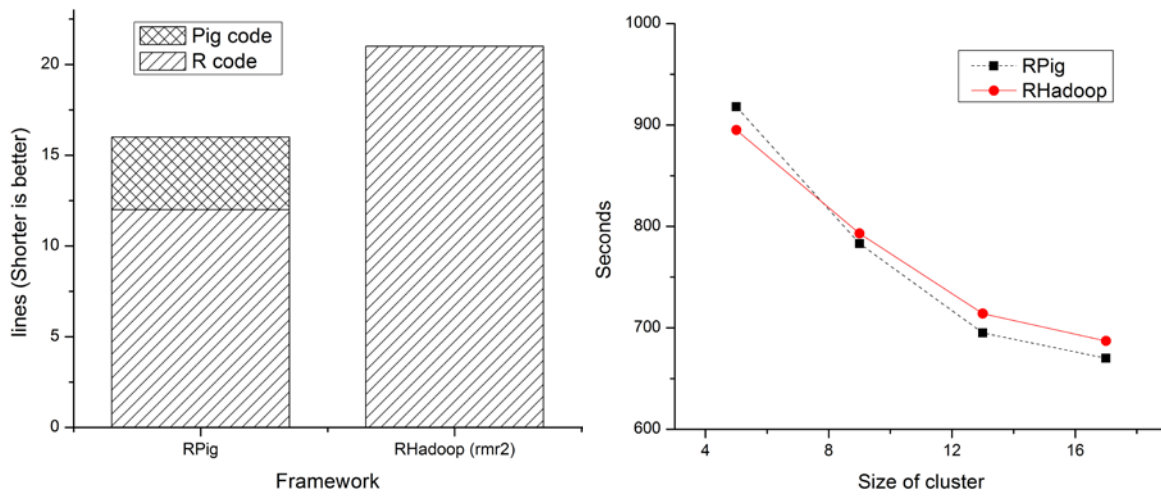 Pig code
R code
lines (Shorter is better)
20
15
10
5
0
RPig
RHadoop (rmr2)
Framework
RPig
RHadoop
Seconds
1000
900
800
700
600
4
8
12
16
Size of cluster